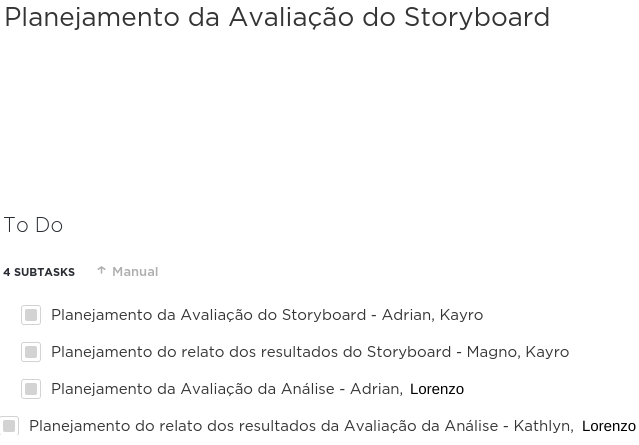 Planejamento da Avaliação do Storyboard
To Do
4 SUBTASKS ↑ Manual
Planejamento da Avaliação do Storyboard - Adrian, Kayro
Planejamento do relato dos resultados do Storyboard - Magno, Kayro
Planejamento da Avaliação da Análise - Adrian, Lorenzo
Planejamento do relato dos resultados da Avaliação da Análise - Kathlyn, Lorenzo